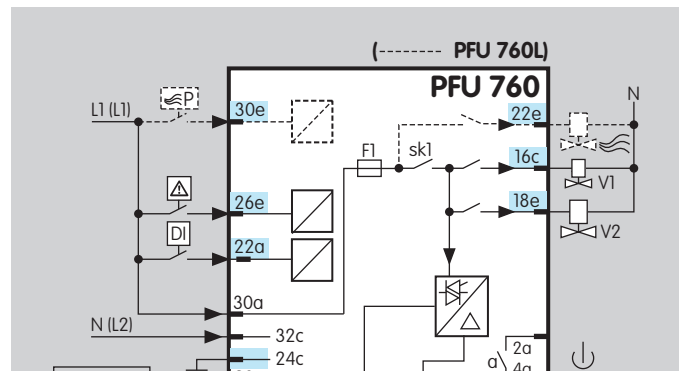 (------- PFU 760L)
PFU 760
N
L1 (L1)
P
30e
22e
F1
sk1
16c
V1
26e
18e
V2
DI
22a
30a
N (L2)
32c
24c
2a
a
4a